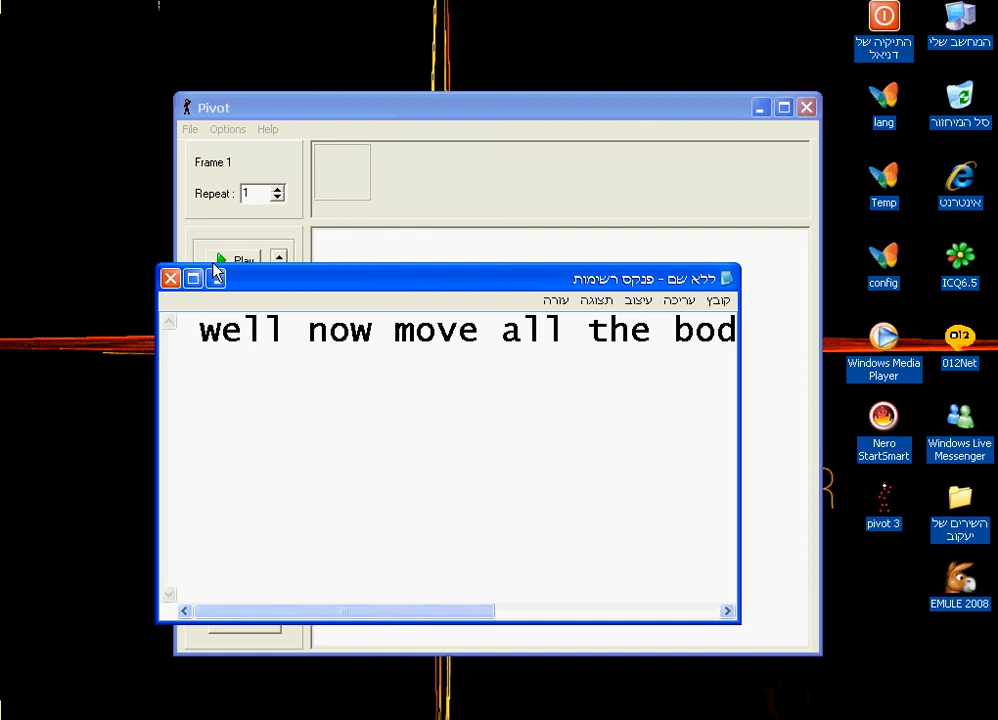 התיקיה של
דניאל
המחשב שלי
lang
סל המיחזור
Temp
אינטרנט
config
ICQ6.5
012
Windows Media
Player
012Net
Nero
StartSmart
Windows Live
Messenger
pivot 3
השירים של
יעקוב
EMULE 2008
Pivot
File Options Help
Frame 1
Repeat : 1
Play
ללא שם - פנקס רשימות
קובץ עריכה עיצוב תצוגה עזרה
well now move all the bod